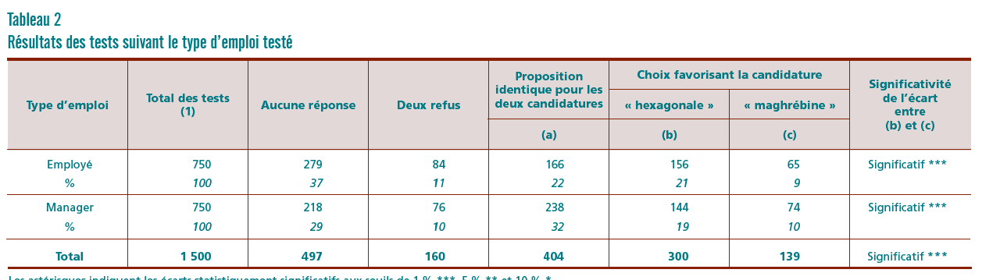 Tableau 2
Résultats des tests suivant le type d’emploi testé
Type d’emploi
Total des tests
(1)
Aucune réponse
Deux refus
Proposition
identique pour les
deux candidatures
(a)
Choix favorisant la candidature
« hexagonale »
« maghrébine »
(b)
(c)
Significativité
de l’écart
entre
(b) et (c)
Employé 750 279 84 166 156 65 Significatif ***
% 100 37 11 22 21 9
Manager 750 218 76 238 144 74 Significatif ***
% 100 29 10 32 19 10
Total 1 500 497 160 404 300 139 Significatif ***
Les astérisques indiquent les écarts statistiquement significatifs aux seuils de 1 % ***, 5 % ** et 10 % *